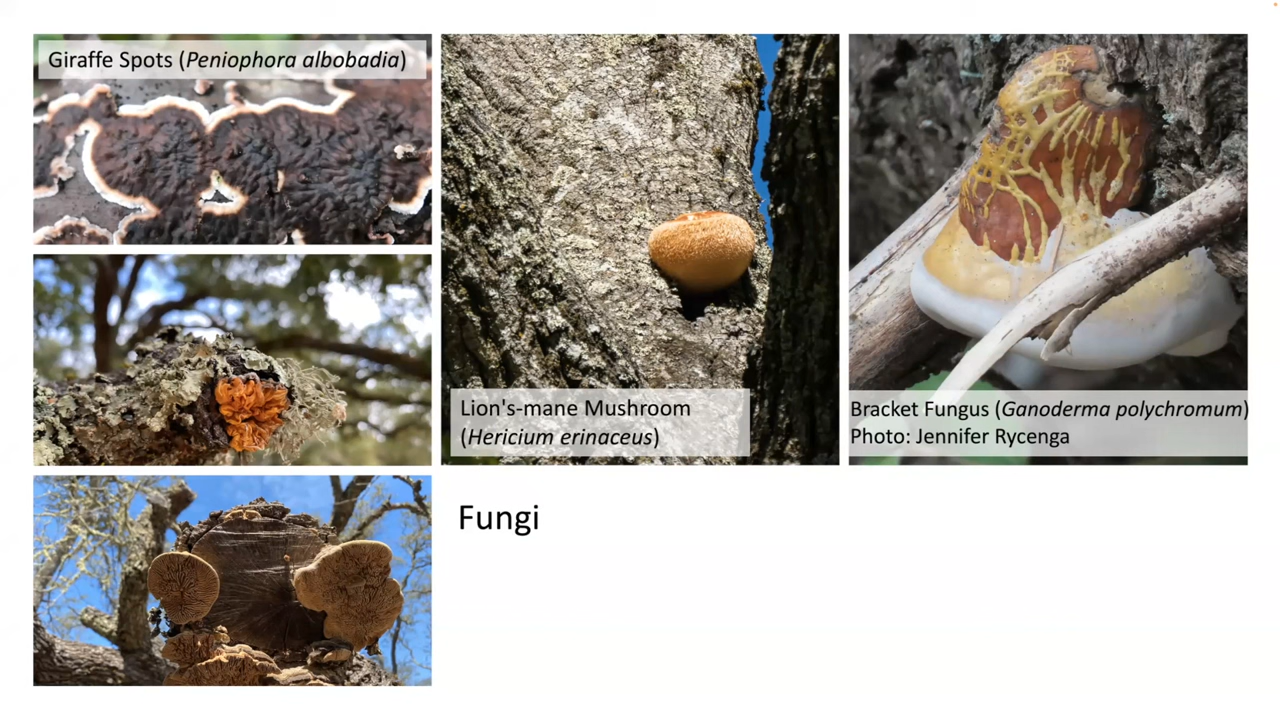 Giraffe Spots (Peniophora albobadia)
Lion's-mane Mushroom
(Hericium erinaceus)
Bracket Fungus (Ganoderma polychromum)
Photo: Jennifer Rycenga
Fungi